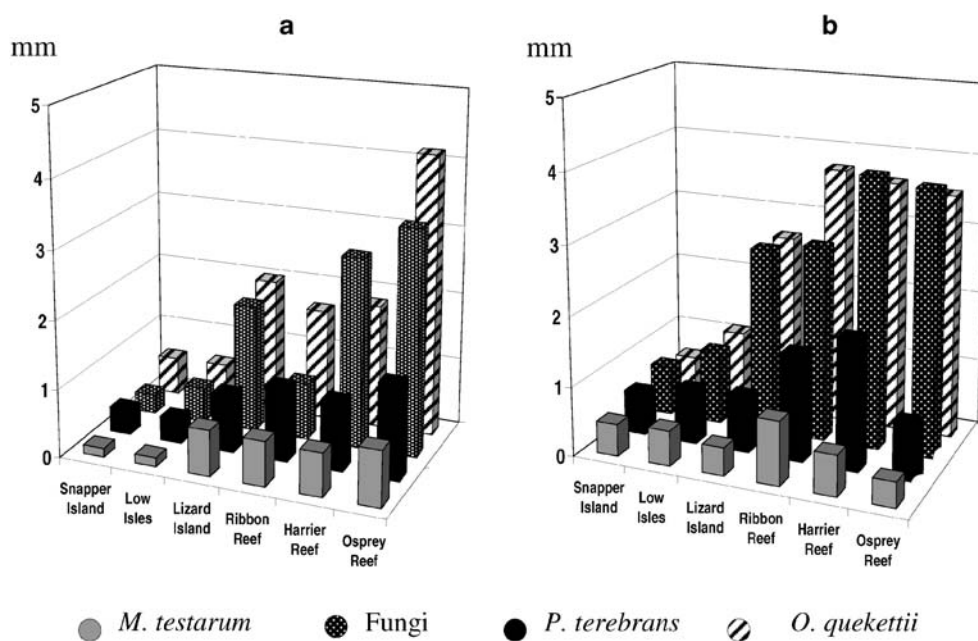 a
b
mm
mm
5
4
3
2
1
0
Snapper Island
Low Isles
Lizard Island
Ribbon Reef
Harrier Reef
Osprey Reef
5
4
3
2
1
0
Snapper Island
Low Isles
Lizard Island
Ribbon Reef
Harrier Reef
Osprey Reef
M. testarum Fungi P. terebrans O. quekettii